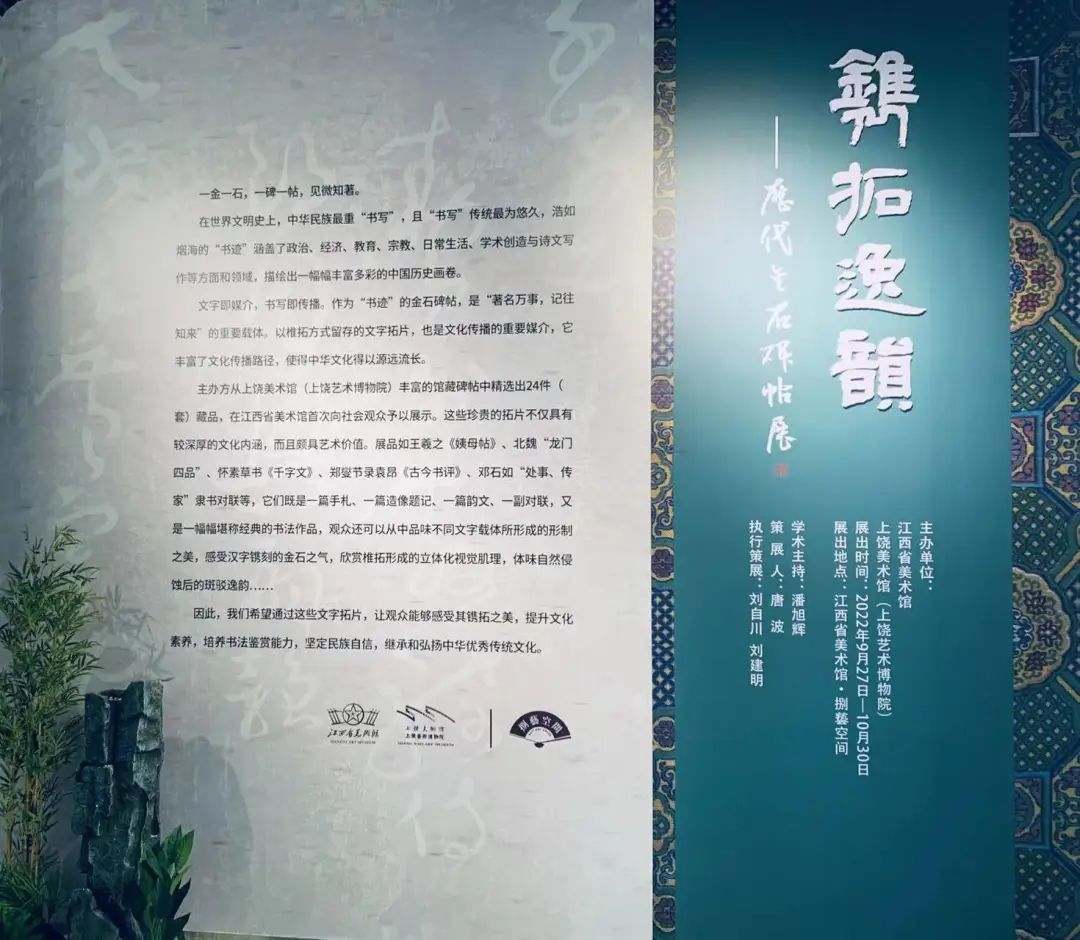 一金一石，一碑一帖，见微知著。
在世界文明史上，中华民族最重“书写”，且“书写”传统最为悠久，浩如
烟海的“书迹”涵盖了政治、经济、教育、宗教、日常生活、学术创造与诗文写
作等方面和领域，描绘出一幅幅丰富多彩的中国历史画卷。
文字即媒介，书写即传播。作为“书迹”的金石碑帖，是“著名万事，记往
知来”的重要载体。以椎拓方式留存的文字拓片，也是文化传播的重要媒介，它
丰富了文化传播路径，使得中华文化得以源远流长。
主办方从上饶美术馆（上饶艺术博物院）丰富的馆藏碑帖中精选出24件（
套）藏品，在江西省美术馆首次向社会观众予以展示。这些珍贵的拓片不仅具有
较深厚的文化内涵，而且颇具艺术价值。展品如王羲之《姨母帖》、北魏“龙门
四品”、怀素草书《千字文》、郑燮节录袁昂《古今书评》、邓石如“处事、传
家”隶书对联等，它们既是一篇手札、一篇造像题记、一篇韵文、一副对联，又
是一幅幅堪称经典的书法作品，观众还可以从中品味不同文字载体所形成的形制
之美，感受汉字镌刻的金石之气，欣赏椎拓形成的立体化视觉肌理，体味自然侵
蚀后的斑驳逸韵……
因此，我们希望通过这些文字拓片，让观众能够感受其镌拓之美，提升文化
素养，培养书法鉴赏能力，坚定民族自信，继承和弘扬中华优秀传统文化。
江西省美术馆
上饶美术馆
上饶艺术博物院
捌藝空間
鐫拓逸韻
——歷代金石碑帖展
主办单位：
江西省美术馆
上饶美术馆（上饶艺术博物院）
展出时间：2022年9月27日—10月30日
展出地点：江西省美术馆·捌藝空间
学术主持：潘旭辉
策展人：唐 波
执行策展：刘自川 刘建明